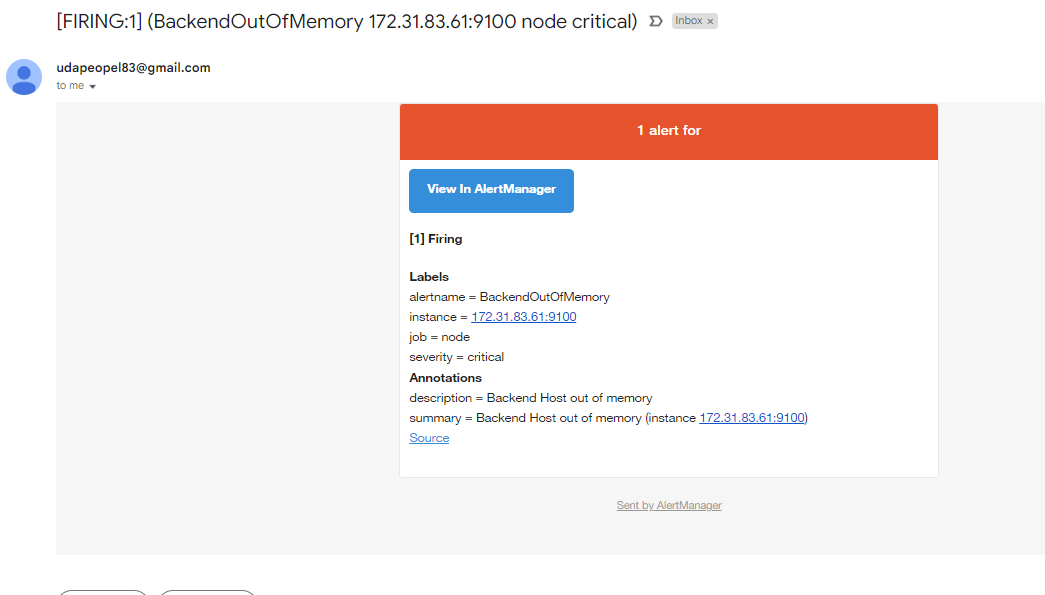 [FIRING:1] (BackendOutOfMemory 172.31.83.61:9100 node critical) Inbox ×
udapeopel83@gmail.com
to me
1 alert for
View In AlertManager
[1] Firing
Labels
alertname = BackendOutOfMemory
instance = 172.31.83.61:9100
job = node
severity = critical
Annotations
description = Backend Host out of memory
summary = Backend Host out of memory (instance 172.31.83.61:9100)
Source
Sent by AlertManager